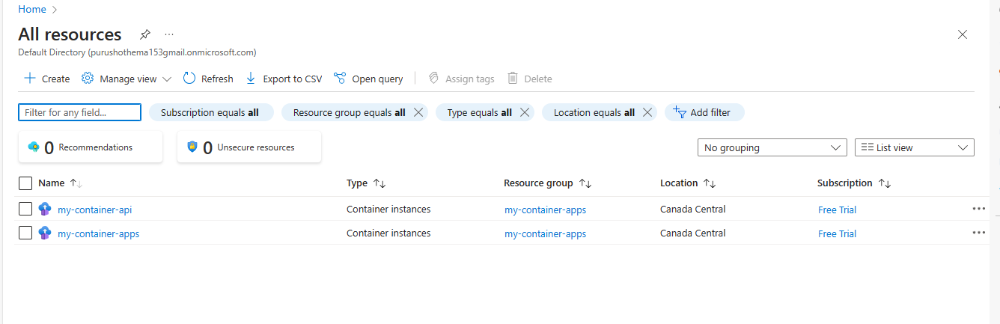 Home >
All resources ...
Default Directory (purushothema153gmail.onmicrosoft.com)
Create Manage view Refresh Export to CSV Open query Assign tags Delete
Filter for any field... Subscription equals all Resource group equals all Type equals all Location equals all Add filter
0 Recommendations 0 Unsecure resources No grouping List view
Name Type Resource group Location Subscription
my-container-api Container instances my-container-apps Canada Central Free Trial
my-container-apps Container instances my-container-apps Canada Central Free Trial